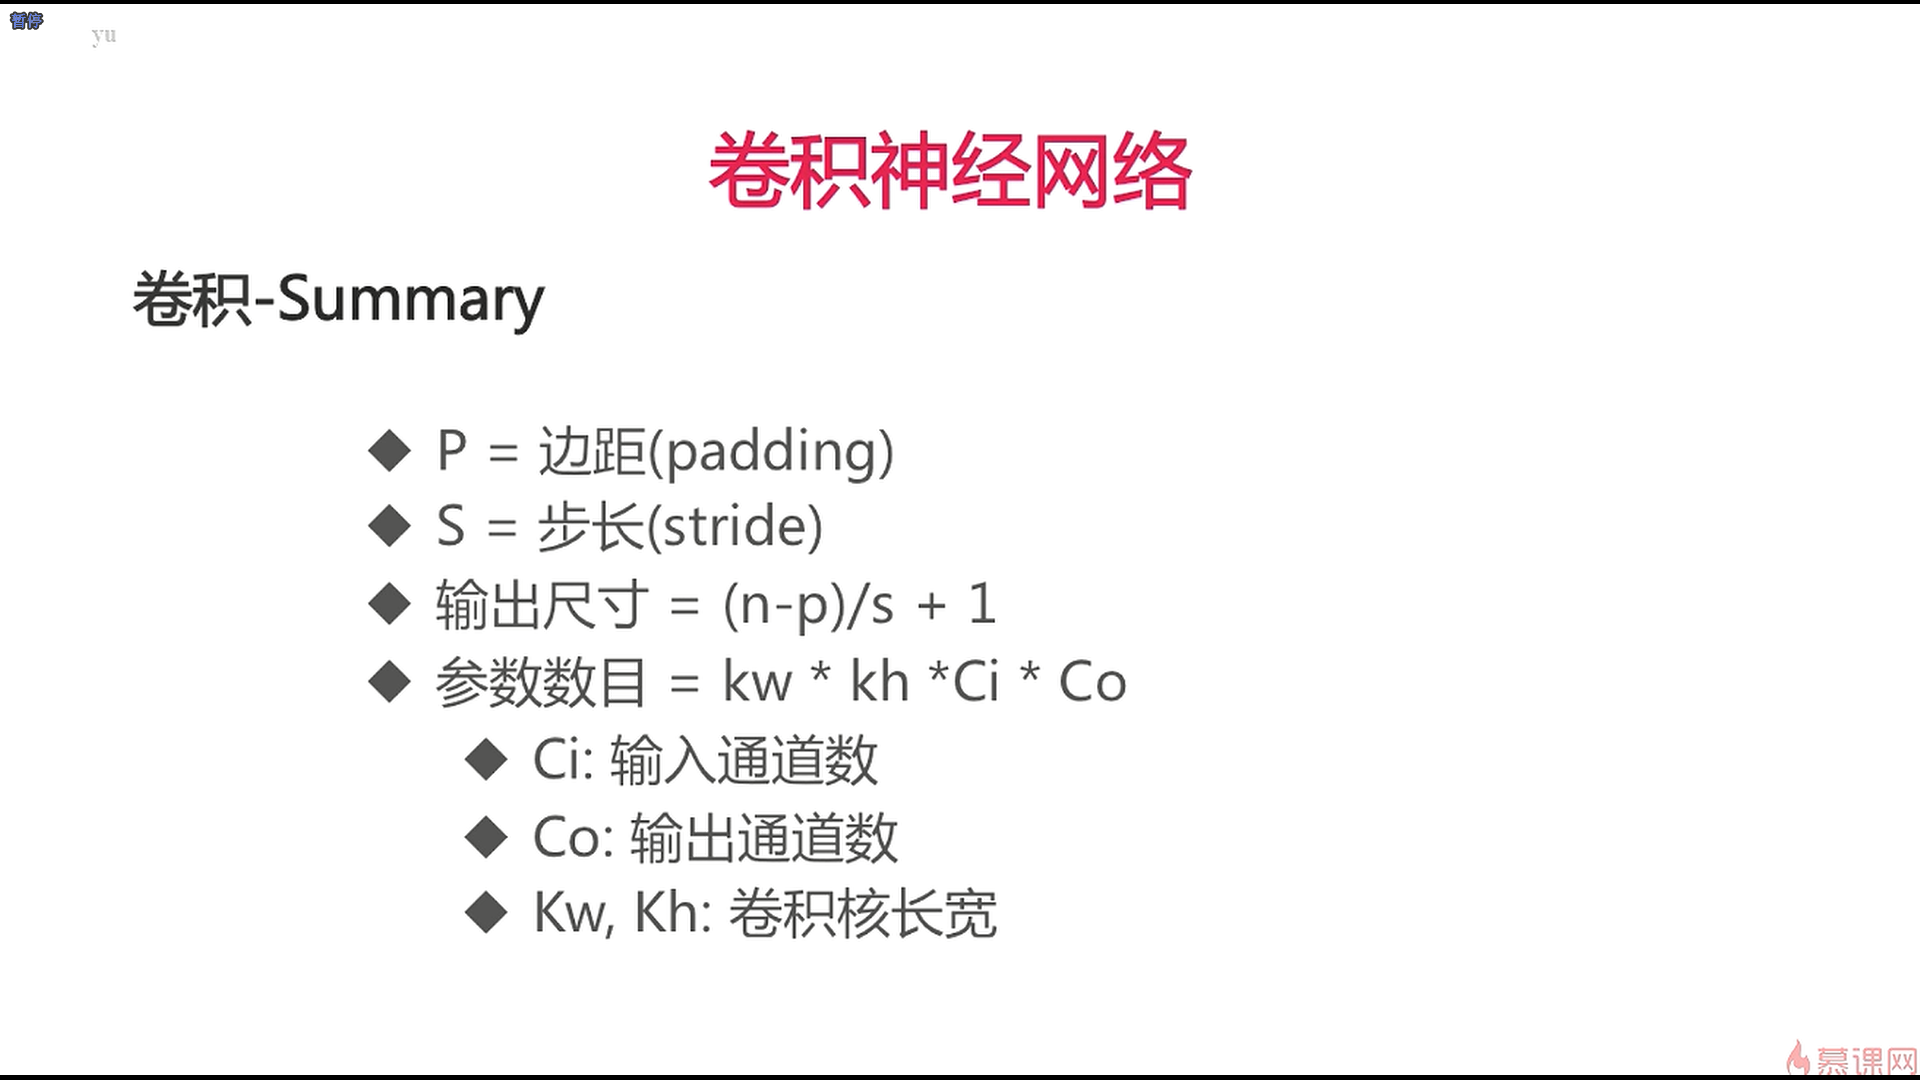 暂停
yu
卷积神经网络
卷积-Summary
◆ P = 边距(padding)
◆ S = 步长(stride)
◆ 输出尺寸 = (n-p)/s + 1
◆ 参数数目 = kw * kh *Ci * Co
◆ Ci: 输入通道数
◆ Co: 输出通道数
◆ Kw, Kh: 卷积核长宽
慕课网